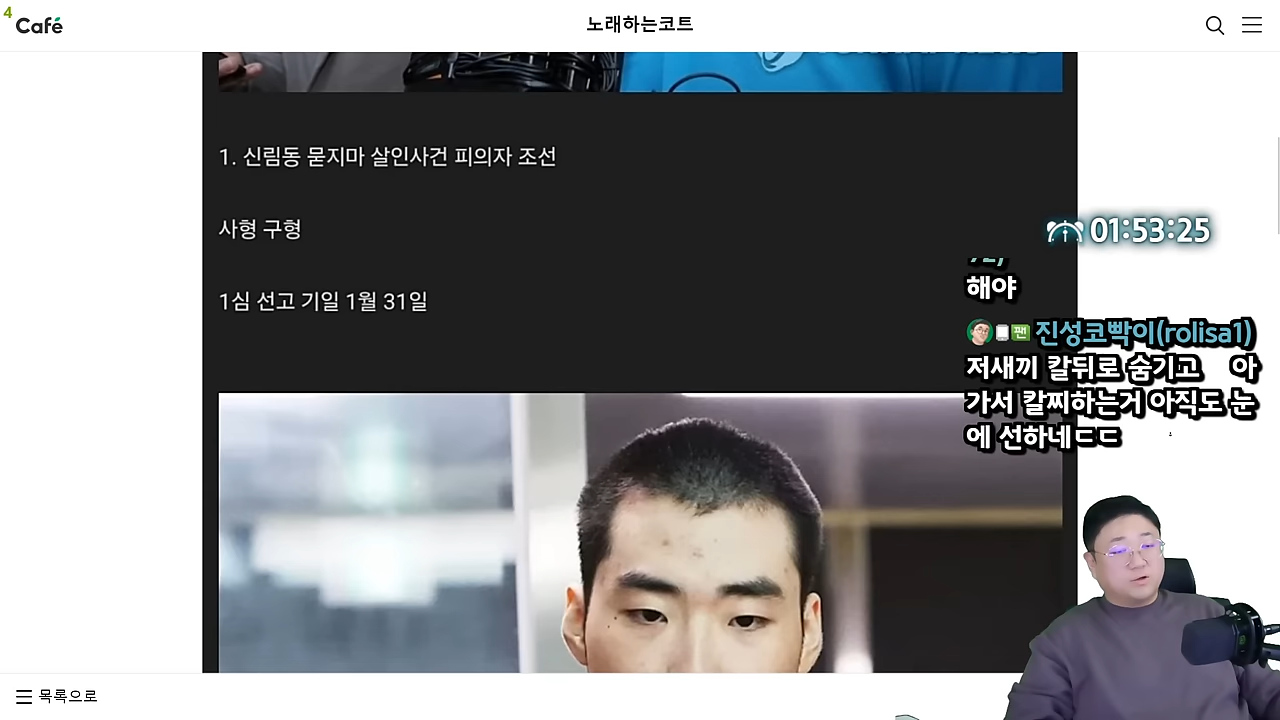 4
Café
노래하는코트
1. 신림동 묻지마 살인사건 피의자 조선
사형 구형
1심 선고 기일 1월 31일
01:53:25
해야
팬 진성코빡이(rolisa1)
저새끼 칼뒤로 숨기고 아
가서 칼찌하는거 아직도 눈
에 선하네ㄷㄷ
목록으로